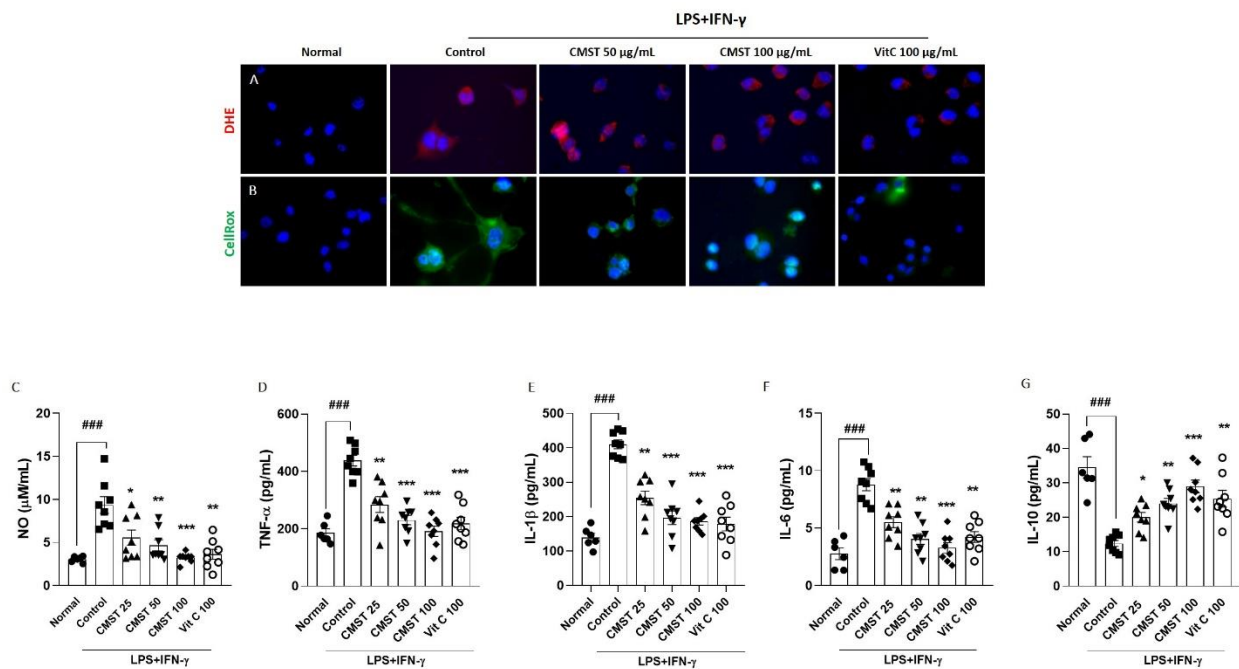 LPS+IFN-γ
Normal Control CMST 50 µg/mL CMST 100 µg/mL VitC 100 µg/mL
A
DHE
B
CellRox
C
NO (µM/mL)
20
15
10
5
0
###
*
**
***
**
Normal
Control
CMST 25
CMST 50
CMST 100
Vit C 100
LPS+IFN-γ
D
TNF-α (pg/mL)
600
400
200
0
###
**
***
***
***
Normal
Control
CMST 25
CMST 50
CMST 100
Vit C 100
LPS+IFN-γ
E
IL-1β (pg/mL)
500
400
300
200
100
0
###
**
***
***
***
Normal
Control
CMST 25
CMST 50
CMST 100
Vit C 100
LPS+IFN-γ
F
IL-6 (pg/mL)
15
10
5
0
###
**
**
***
**
Normal
Control
CMST 25
CMST 50
CMST 100
Vit C 100
LPS+IFN-γ
G
IL-10 (pg/mL)
50
40
30
20
10
0
###
*
**
***
**
Normal
Control
CMST 25
CMST 50
CMST 100
Vit C 100
LPS+IFN-γ